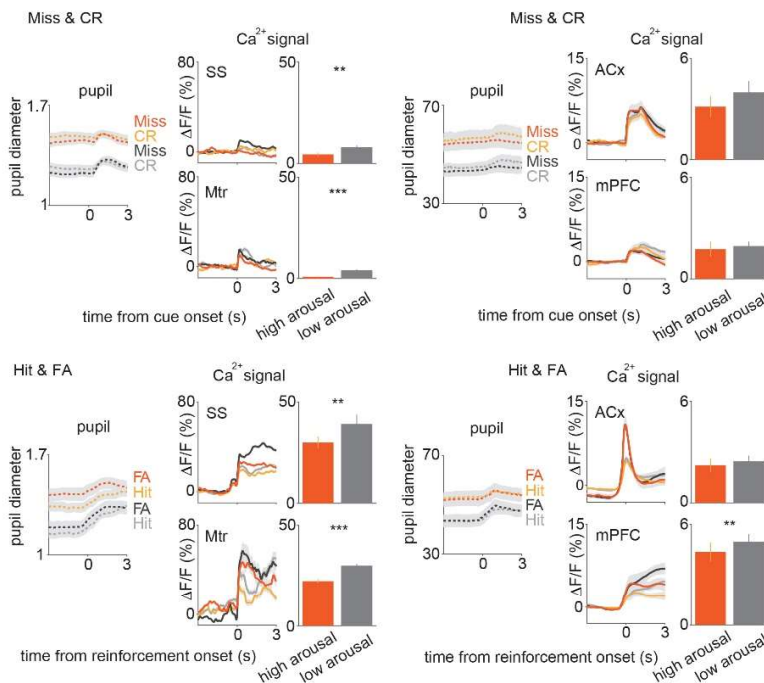 Miss & CR
Ca2+ signal
pupil
pupil diameter
1.7
1
0
3
Miss
CR
Miss
CR
SS
ΔF/F (%)
80
0
50
0
**
Mtr
ΔF/F (%)
80
0
0
3
50
0
***
time from cue onset (s)
high arousal
low arousal
Miss & CR
Ca2+ signal
pupil
pupil diameter
70
30
0
3
Miss
CR
Miss
CR
ACx
ΔF/F (%)
15
0
6
0
mPFC
ΔF/F (%)
15
0
0
3
6
0
time from cue onset (s)
high arousal
low arousal
Hit & FA
Ca2+ signal
pupil
pupil diameter
1.7
1
0
3
FA
Hit
FA
Hit
SS
ΔF/F (%)
80
0
50
0
**
Mtr
ΔF/F (%)
80
0
0
3
50
0
***
time from reinforcement onset (s)
high arousal
low arousal
Hit & FA
Ca2+ signal
pupil
pupil diameter
70
30
0
3
FA
Hit
FA
Hit
ACx
ΔF/F (%)
15
0
6
0
mPFC
ΔF/F (%)
15
0
0
3
6
0
**
time from reinforcement onset (s)
high arousal
low arousal